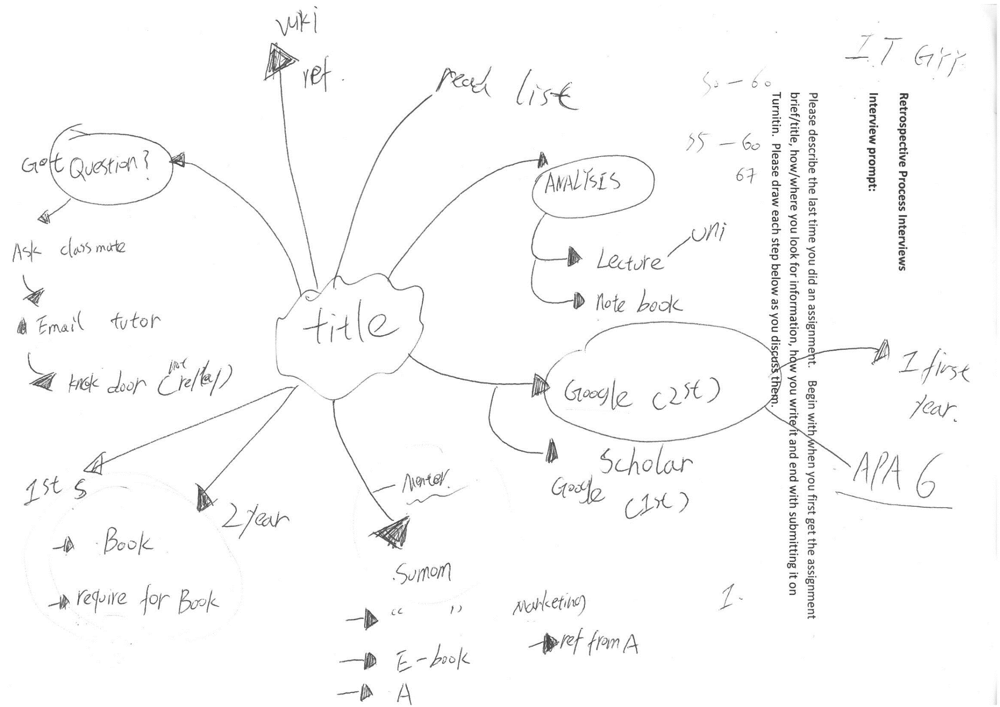 Retrospective Process Interviews
Interview prompt:
Please describe the last time you did an assignment. Begin with when you first get the assignment
brief/title, how/where you look for information, how you write it and end with submitting it on
Turnitin. Please draw each step below as you discuss them.
I.T
50 - 60
55 - 60
67
wiki
ref.
read list
Got Question?
Ask classmate
Email tutor
knok door (not
ANALYSIS
Lecture
uni
Note book
title
Google (2st)
Scholar
Google
(1st)
1 first
year.
APA 6
1st s
2 year
Book
require for Book
Mentor.
Sumom
“ ” Marketing
ref from A
E-book
A
1.